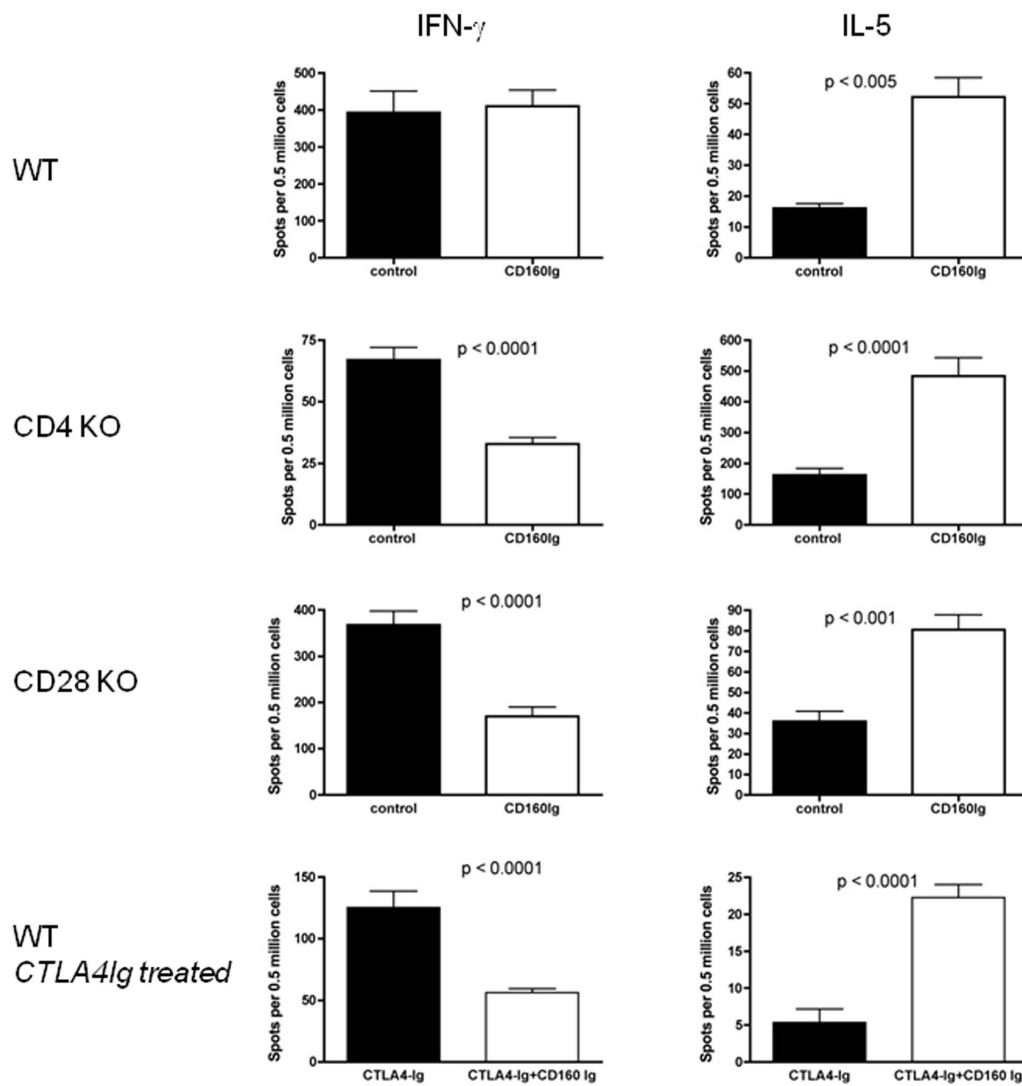 IFN-γ
IL-5
WT
Spots per 0.5 million cells
500
400
300
200
100
0
control
CD160Ig
Spots per 0.5 million cells
60
50
40
30
20
10
0
p < 0.005
control
CD160Ig
CD4 KO
Spots per 0.5 million cells
75
50
25
0
p < 0.0001
control
CD160Ig
Spots per 0.5 million cells
600
500
400
300
200
100
0
p < 0.0001
control
CD160Ig
CD28 KO
Spots per 0.5 million cells
400
300
200
100
0
p < 0.0001
control
CD160Ig
Spots per 0.5 million cells
90
80
70
60
50
40
30
20
10
0
p < 0.001
control
CD160Ig
WT
CTLA4Ig treated
Spots per 0.5 million cells
150
100
50
0
p < 0.0001
CTLA4-Ig
CTLA4-Ig+CD160 Ig
Spots per 0.5 million cells
25
20
15
10
5
0
p < 0.0001
CTLA4-Ig
CTLA4-Ig+CD160 Ig